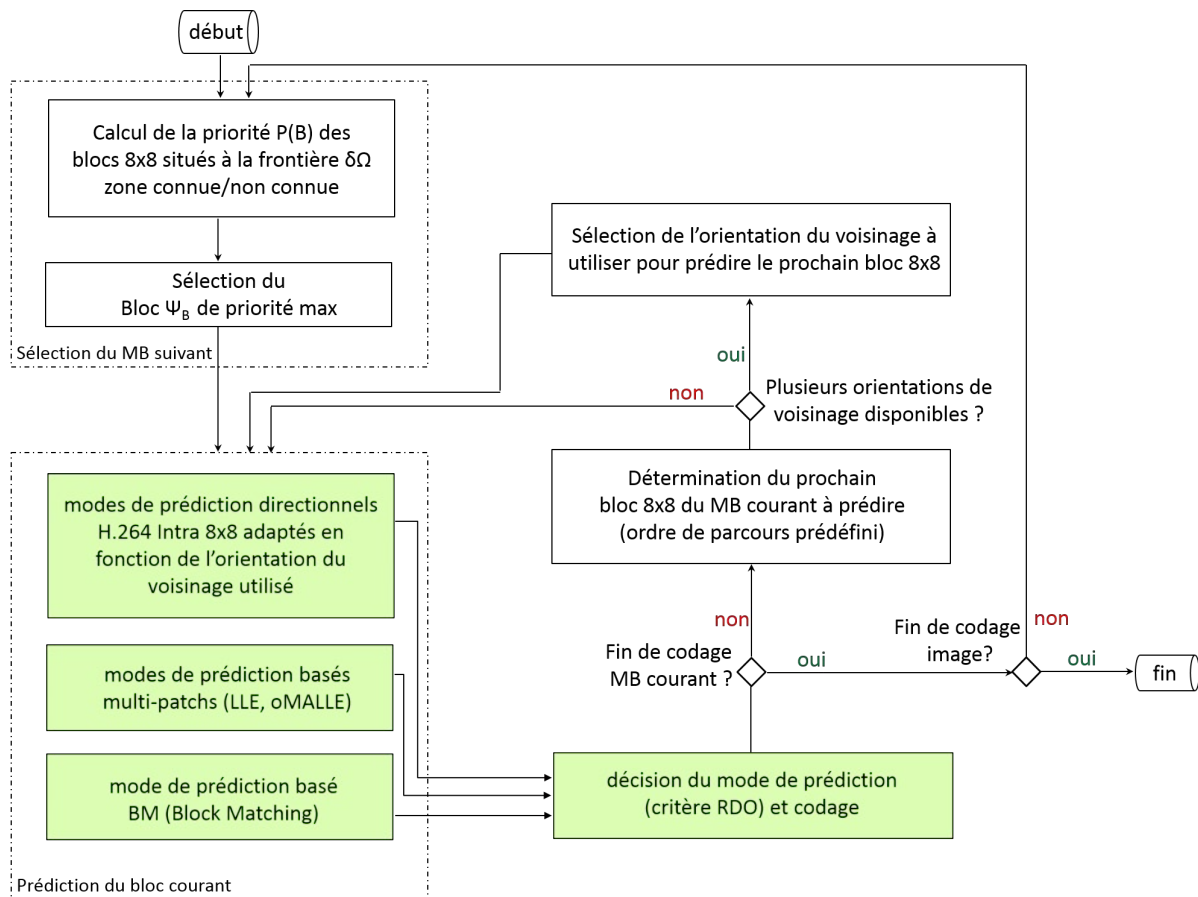 début
Calcul de la priorité P(B) des
blocs 8x8 situés à la frontière δΩ
zone connue/non connue
Sélection du
Bloc Ψ_B de priorité max
Sélection du MB suivant
Sélection de l'orientation du voisinage à
utiliser pour prédire le prochain bloc 8x8
oui
non
Plusieurs orientations de
voisinage disponibles ?
Détermination du prochain
bloc 8x8 du MB courant à prédire
(ordre de parcours prédéfini)
modes de prédiction directionnels
H.264 Intra 8x8 adaptés en
fonction de l'orientation du
voisinage utilisé
non
Fin de codage
MB courant ?
oui
Fin de codage
image?
non
oui
fin
modes de prédiction basés
multi-patchs (LLE, oMALLE)
mode de prédiction basé
BM (Block Matching)
décision du mode de prédiction
(critère RDO) et codage
Prédiction du bloc courant